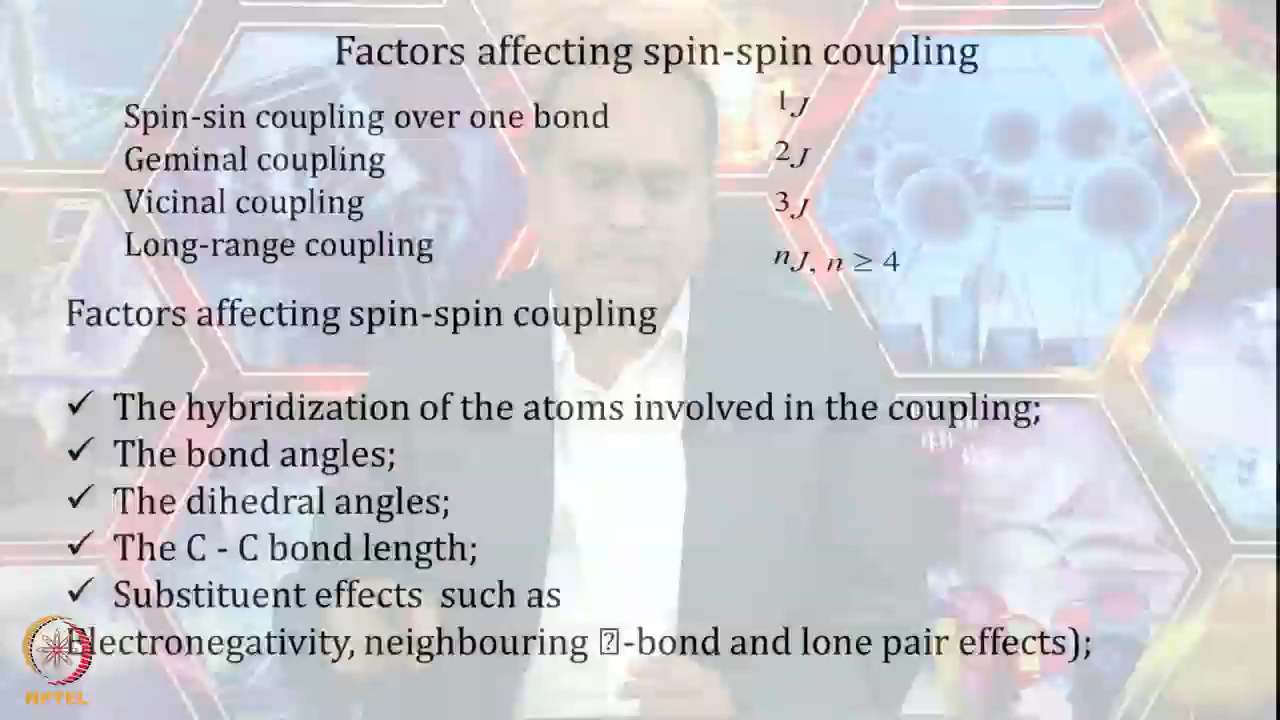 Factors affecting spin-spin coupling
Spin-sin coupling over one bond ¹J
Geminal coupling ²J
Vicinal coupling ³J
Long-range coupling ⁿJ, n ≥ 4
Factors affecting spin-spin coupling
✓ The hybridization of the atoms involved in the coupling;
✓ The bond angles;
✓ The dihedral angles;
✓ The C - C bond length;
✓ Substituent effects such as
Electronegativity, neighbouring -bond and lone pair effects);
NPTEL